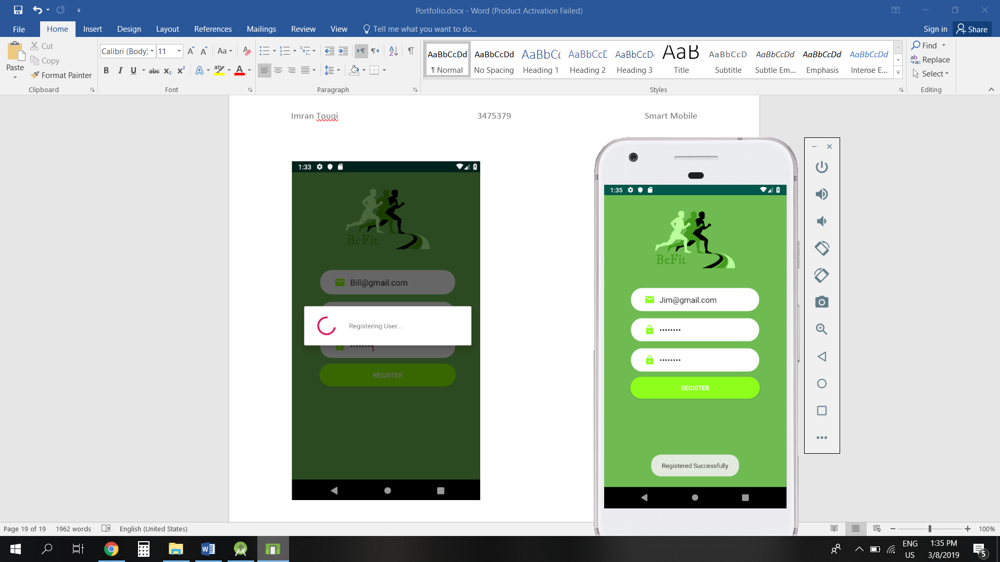 Portfolio.docx - Word (Product Activation Failed)
File Home Insert Design Layout References Mailings Review View Tell me what you want to do... Sign in Share
Paste
Cut
Copy
Format Painter
Clipboard
Calibri (Body) 11
Font
Paragraph
AaBbCcDd AaBbCcDd AaBbCc AaBbCcD AaBbCcD AaB AaBbCcD AaBbCcDd AaBbCcDd AaBbCcDd
¶ Normal No Spacing Heading 1 Heading 2 Heading 3 Title Subtitle Subtle Em... Emphasis Intense E...
Styles
Find
Replace
Select
Editing
Imran Touqi 3475379 Smart Mobile
1:33
BeFit
Bill@gmail.com
Registering User...
REGISTER
1:35
BeFit
Jim@gmail.com
REGISTER
Registered Successfully
Page 19 of 19 1962 words English (United States) 100%
ENG
US
1:35 PM
3/8/2019
5